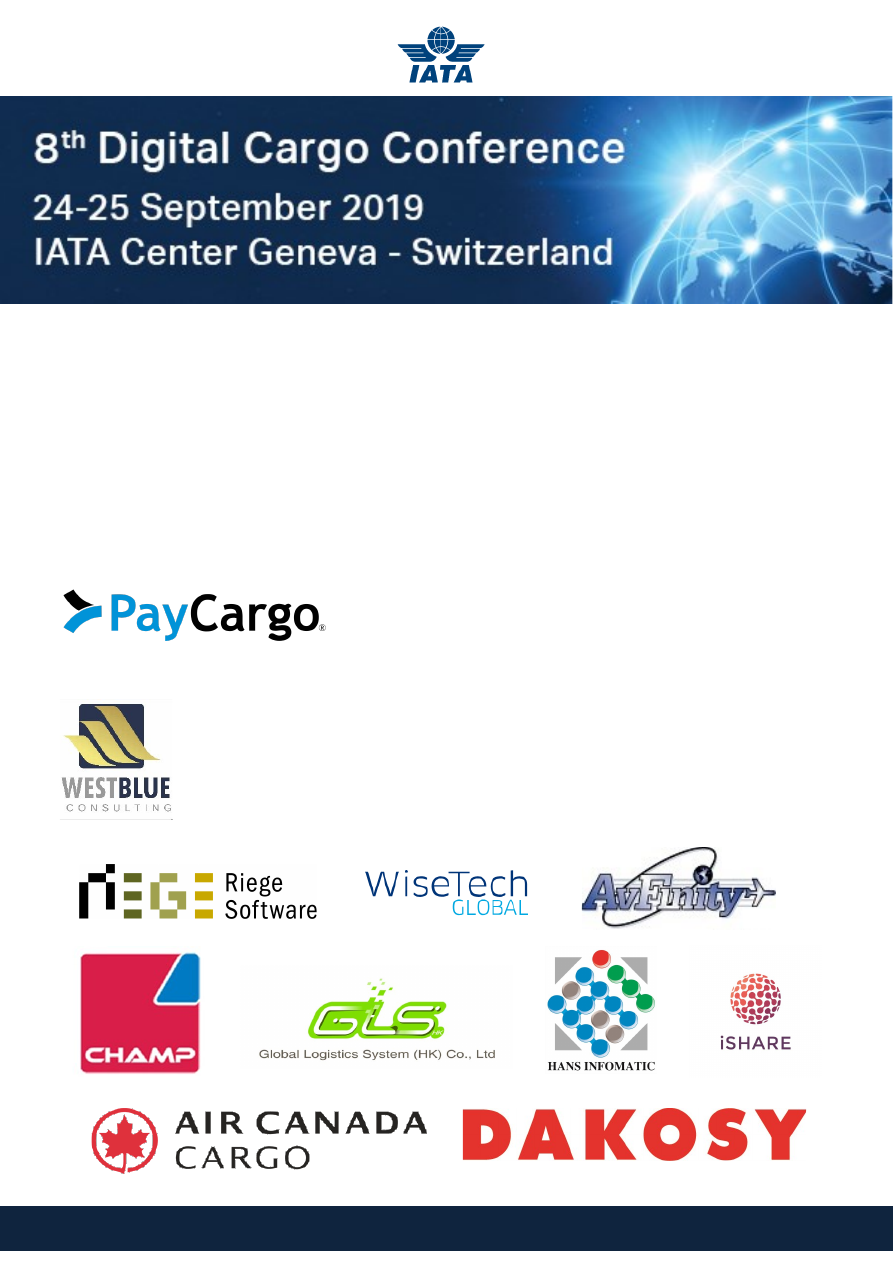 IATA
8th Digital Cargo Conference
24-25 September 2019
IATA Center Geneva - Switzerland
PayCargo®
WESTBLUE
CONSULTING
Riege
Software
RIEGE
WiseTech
GLOBAL
AvFinity
CHAMP
GLS
Global Logistics System (HK) Co., Ltd
HANS INFOMATIC
iSHARE
AIR CANADA
CARGO
DAKOSY